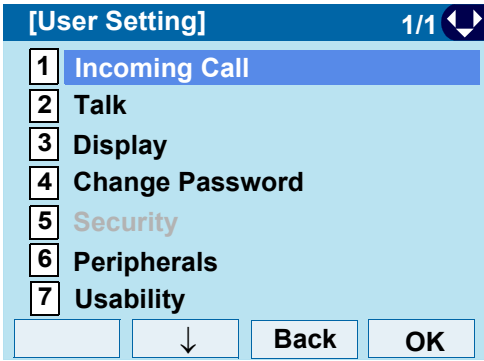 [User Setting] 1/1
1 Incoming Call
2 Talk
3 Display
4 Change Password
5 Security
6 Peripherals
7 Usability
↓ Back OK